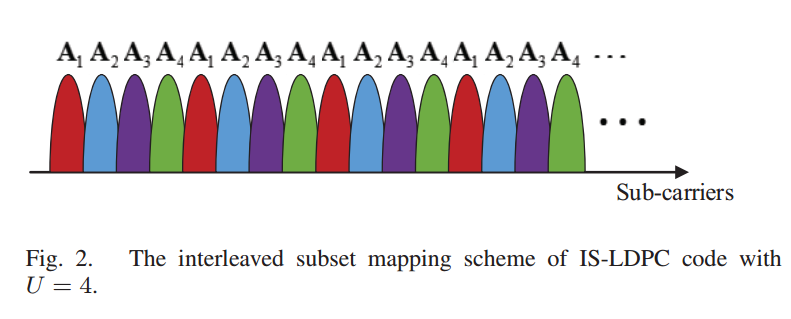 A₁ A₂ A₃ A₄ A₁ A₂ A₃ A₄ A₁ A₂ A₃ A₄ A₁ A₂ A₃ A₄ ···
Sub-carriers
Fig. 2. The interleaved subset mapping scheme of IS-LDPC code with
U = 4.